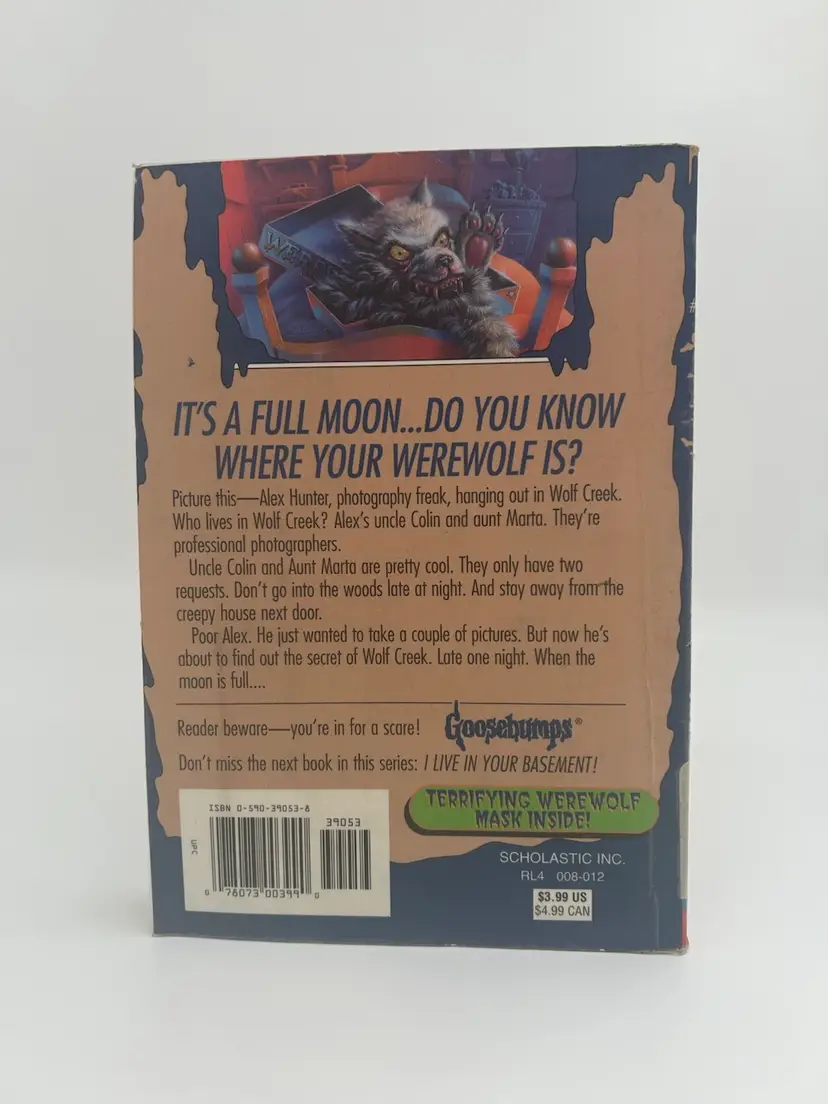 IT'S A FULL MOON...DO YOU KNOW
WHERE YOUR WEREWOLF IS?
Picture this—Alex Hunter, photography freak, hanging out in Wolf Creek.
Who lives in Wolf Creek? Alex's uncle Colin and aunt Marta. They're
professional photographers.
Uncle Colin and Aunt Marta are pretty cool. They only have two
requests. Don't go into the woods late at night. And stay away from the
creepy house next door.
Poor Alex. He just wanted to take a couple of pictures. But now he's
about to find out the secret of Wolf Creek. Late one night. When the
moon is full....
Reader beware—you're in for a scare! Goosebumps®
Don't miss the next book in this series: I LIVE IN YOUR BASEMENT!
TERRIFYING WEREWOLF
MASK INSIDE!
ISBN 0-590-39053-8
39053
UPC
0 76073 00399 0
SCHOLASTIC INC.
RL4 008-012
$3.99 US
$4.99 CAN